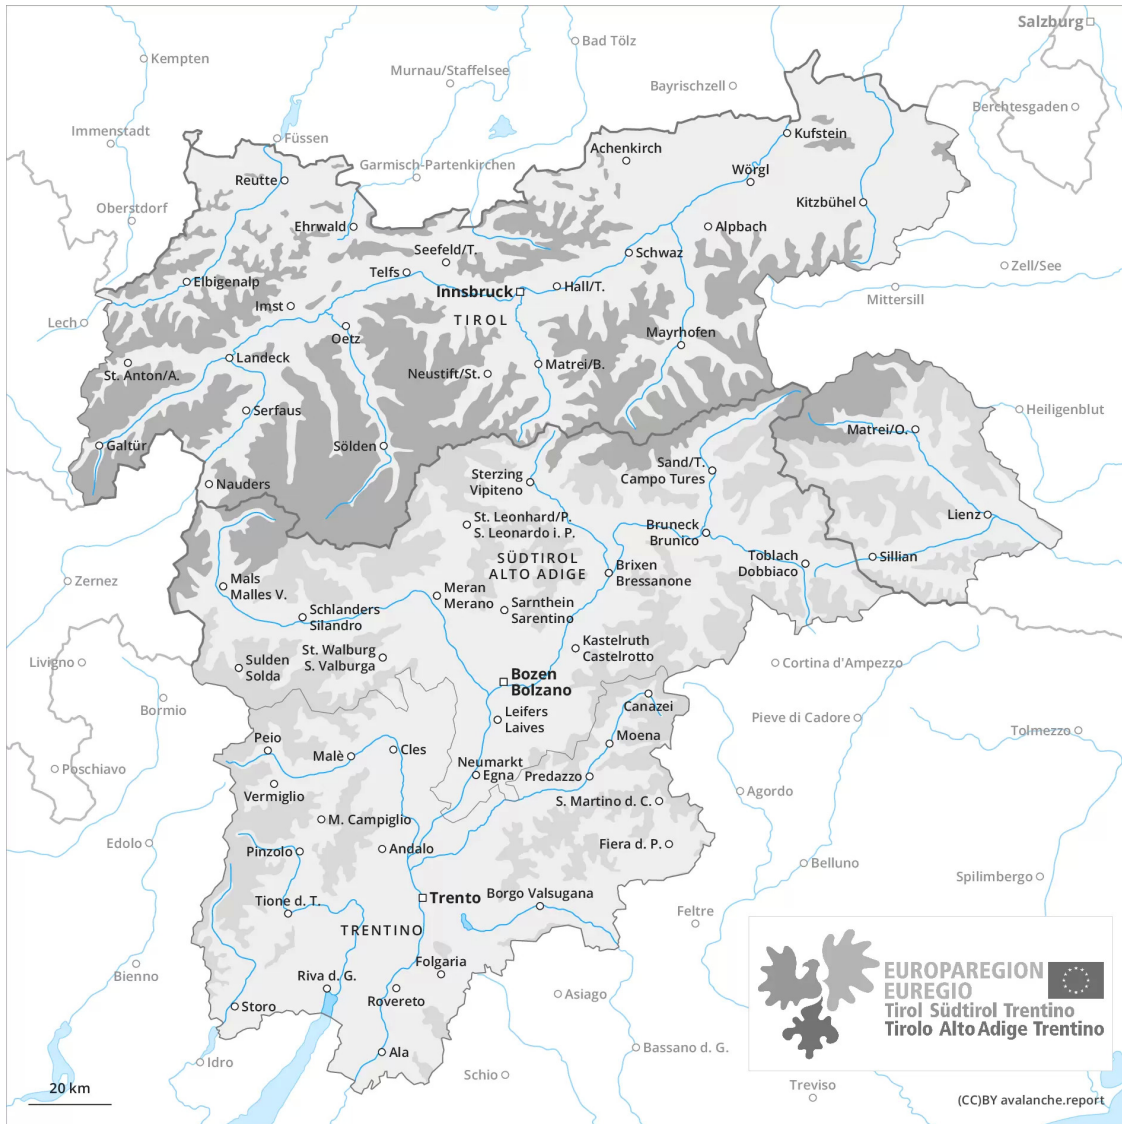 Salzburg
Bad Tölz
Kempten
Murnau/Staffelsee
Bayrischzell
Berchtesgaden
Immenstadt
Füssen
Kufstein
Achenkirch
Garmisch-Partenkirchen
Wörgl
Reutte
Oberstdorf
Kitzbühel
Ehrwald
Alpbach
Seefeld/T.
Schwaz
Telfs
Zell/See
Elbigenalp
Hall/T.
Innsbruck
Mittersill
Imst
Lech
TIROL
Oetz
Mayrhofen
Landeck
Matrei/B.
St. Anton/A.
Neustift/St.
Serfaus
Heiligenblut
Matrei/O.
Galtür
Sölden
Sand/T.
Campo Tures
Sterzing
Vipiteno
Nauders
Lienz
St. Leonhard/P.
S. Leonardo i. P.
Bruneck
Brunico
SÜDTIROL
ALTO ADIGE
Toblach
Dobbiaco
Sillian
Brixen
Bressanone
Zernez
Mals
Malles V.
Meran
Merano
Sarnthein
Sarentino
Schlanders
Silandro
Kastelruth
Castelrotto
St. Walburg
S. Valburga
Livigno
Sulden
Solda
Cortina d'Ampezzo
Bozen
Bolzano
Bormio
Canazei
Leifers
Laives
Pieve di Cadore
Tolmezzo
Peio
Moena
Malè
Cles
Neumarkt
Egna
Predazzo
Poschiavo
Vermiglio
Agordo
S. Martino d. C.
M. Campiglio
Edolo
Pinzolo
Andalo
Fiera d. P.
Belluno
Spilimbergo
Trento
Borgo Valsugana
Tione d. T.
Feltre
TRENTINO
Folgaria
Bienno
Riva d. G.
Rovereto
Asiago
Storo
EUROPAREGION
EUREGIO
Tirol Südtirol Trentino
Tirolo Alto Adige Trentino
Ala
Idro
Bassano d. G.
Schio
Treviso
20 km
(CC)BY avalanche.report